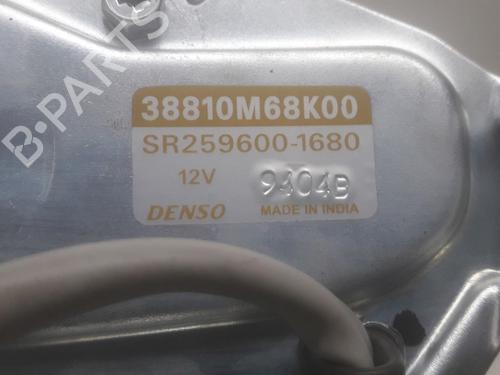 38810M68K00
SR259600-1680
12V 9404B
DENSO MADE IN INDIA
B-PARTS